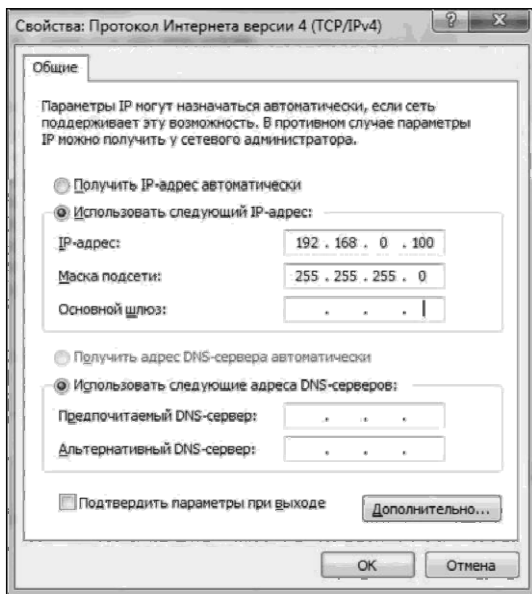 Свойства: Протокол Интернета версии 4 (TCP/IPv4)
Общие
Параметры IP могут назначаться автоматически, если сеть
поддерживает эту возможность. В противном случае параметры
IP можно получить у сетевого администратора.
Получить IP-адрес автоматически
Использовать следующий IP-адрес:
IP-адрес: 192 . 168 . 0 . 100
Маска подсети: 255 . 255 . 255 . 0
Основной шлюз: . . .
Получить адрес DNS-сервера автоматически
Использовать следующие адреса DNS-серверов:
Предпочитаемый DNS-сервер: . . .
Альтернативный DNS-сервер: . . .
Подтвердить параметры при выходе
Дополнительно...
ОК Отмена